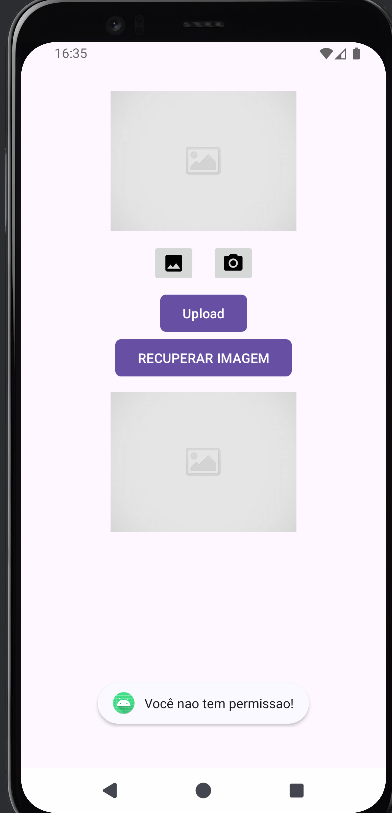 16:35
Upload
RECUPERAR IMAGEM
Você nao tem permissao!